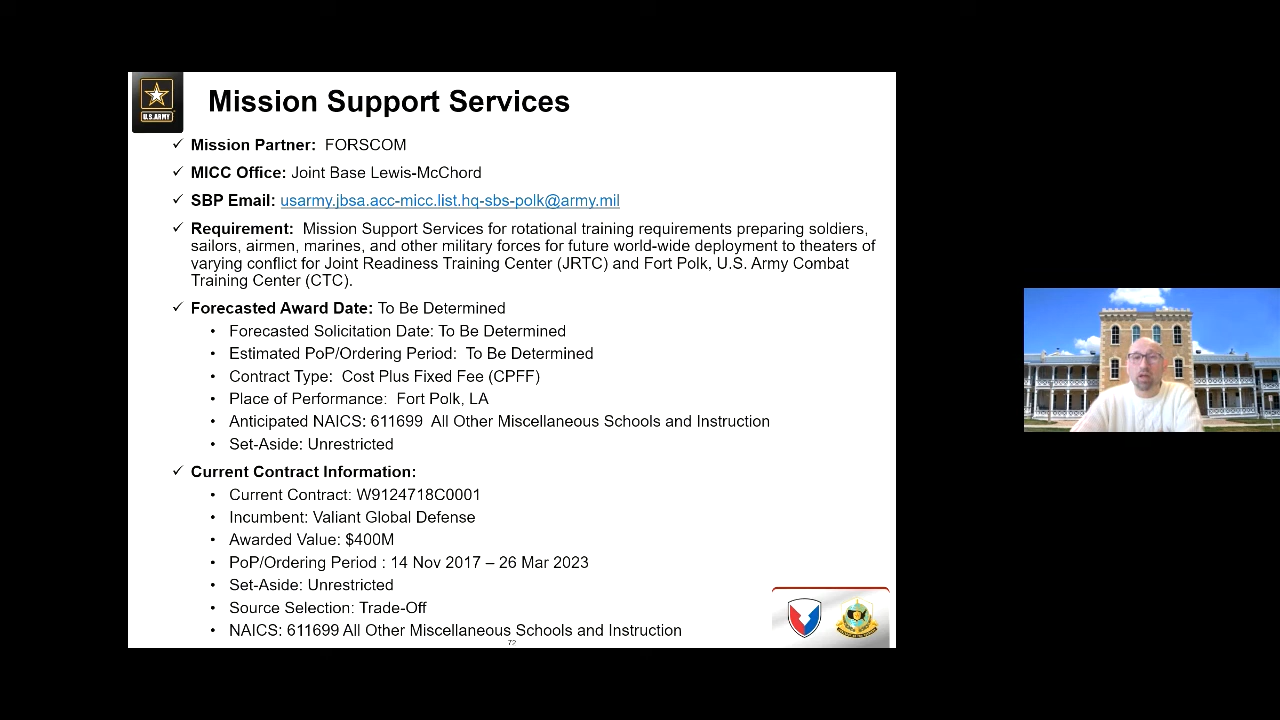 U.S.ARMY
Mission Support Services
✓ Mission Partner: FORSCOM
✓ MICC Office: Joint Base Lewis-McChord
✓ SBP Email: usarmy.jbsa.acc-micc.list.hq-sbs-polk@army.mil
✓ Requirement: Mission Support Services for rotational training requirements preparing soldiers,
sailors, airmen, marines, and other military forces for future world-wide deployment to theaters of
varying conflict for Joint Readiness Training Center (JRTC) and Fort Polk, U.S. Army Combat
Training Center (CTC).
✓ Forecasted Award Date: To Be Determined
• Forecasted Solicitation Date: To Be Determined
• Estimated PoP/Ordering Period: To Be Determined
• Contract Type: Cost Plus Fixed Fee (CPFF)
• Place of Performance: Fort Polk, LA
• Anticipated NAICS: 611699 All Other Miscellaneous Schools and Instruction
• Set-Aside: Unrestricted
✓ Current Contract Information:
• Current Contract: W9124718C0001
• Incumbent: Valiant Global Defense
• Awarded Value: $400M
• PoP/Ordering Period : 14 Nov 2017 – 26 Mar 2023
• Set-Aside: Unrestricted
• Source Selection: Trade-Off
• NAICS: 611699 All Other Miscellaneous Schools and Instruction
72